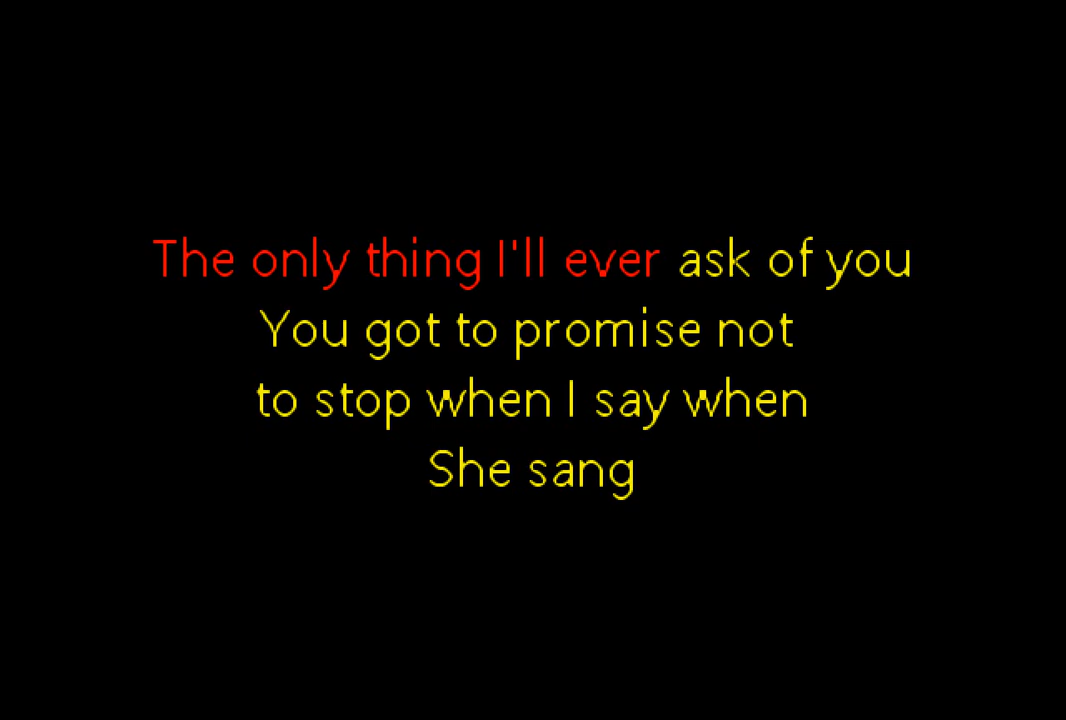 The only thing I'll ever ask of you
You got to promise not
to stop when I say when
She sang